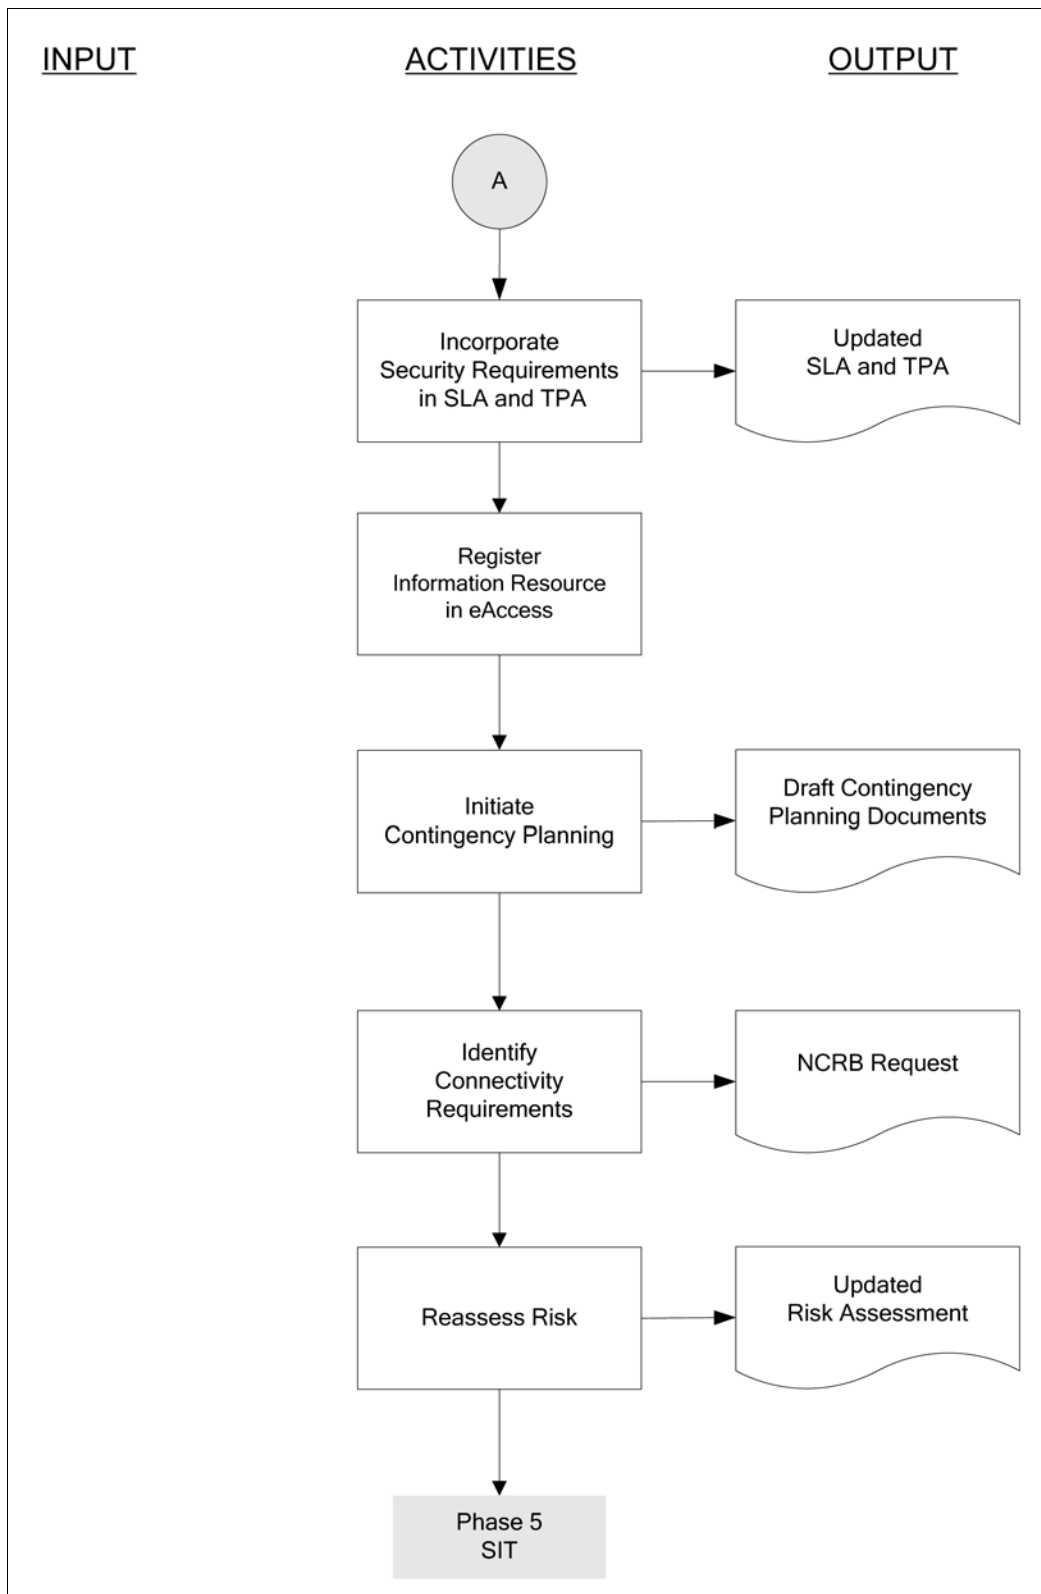 INPUT
ACTIVITIES
OUTPUT
A
Incorporate
Security Requirements
in SLA and TPA
Updated
SLA and TPA
Register
Information Resource
in eAccess
Initiate
Contingency Planning
Draft Contingency
Planning Documents
Identify
Connectivity
Requirements
NCRB Request
Reassess Risk
Updated
Risk Assessment
Phase 5
SIT